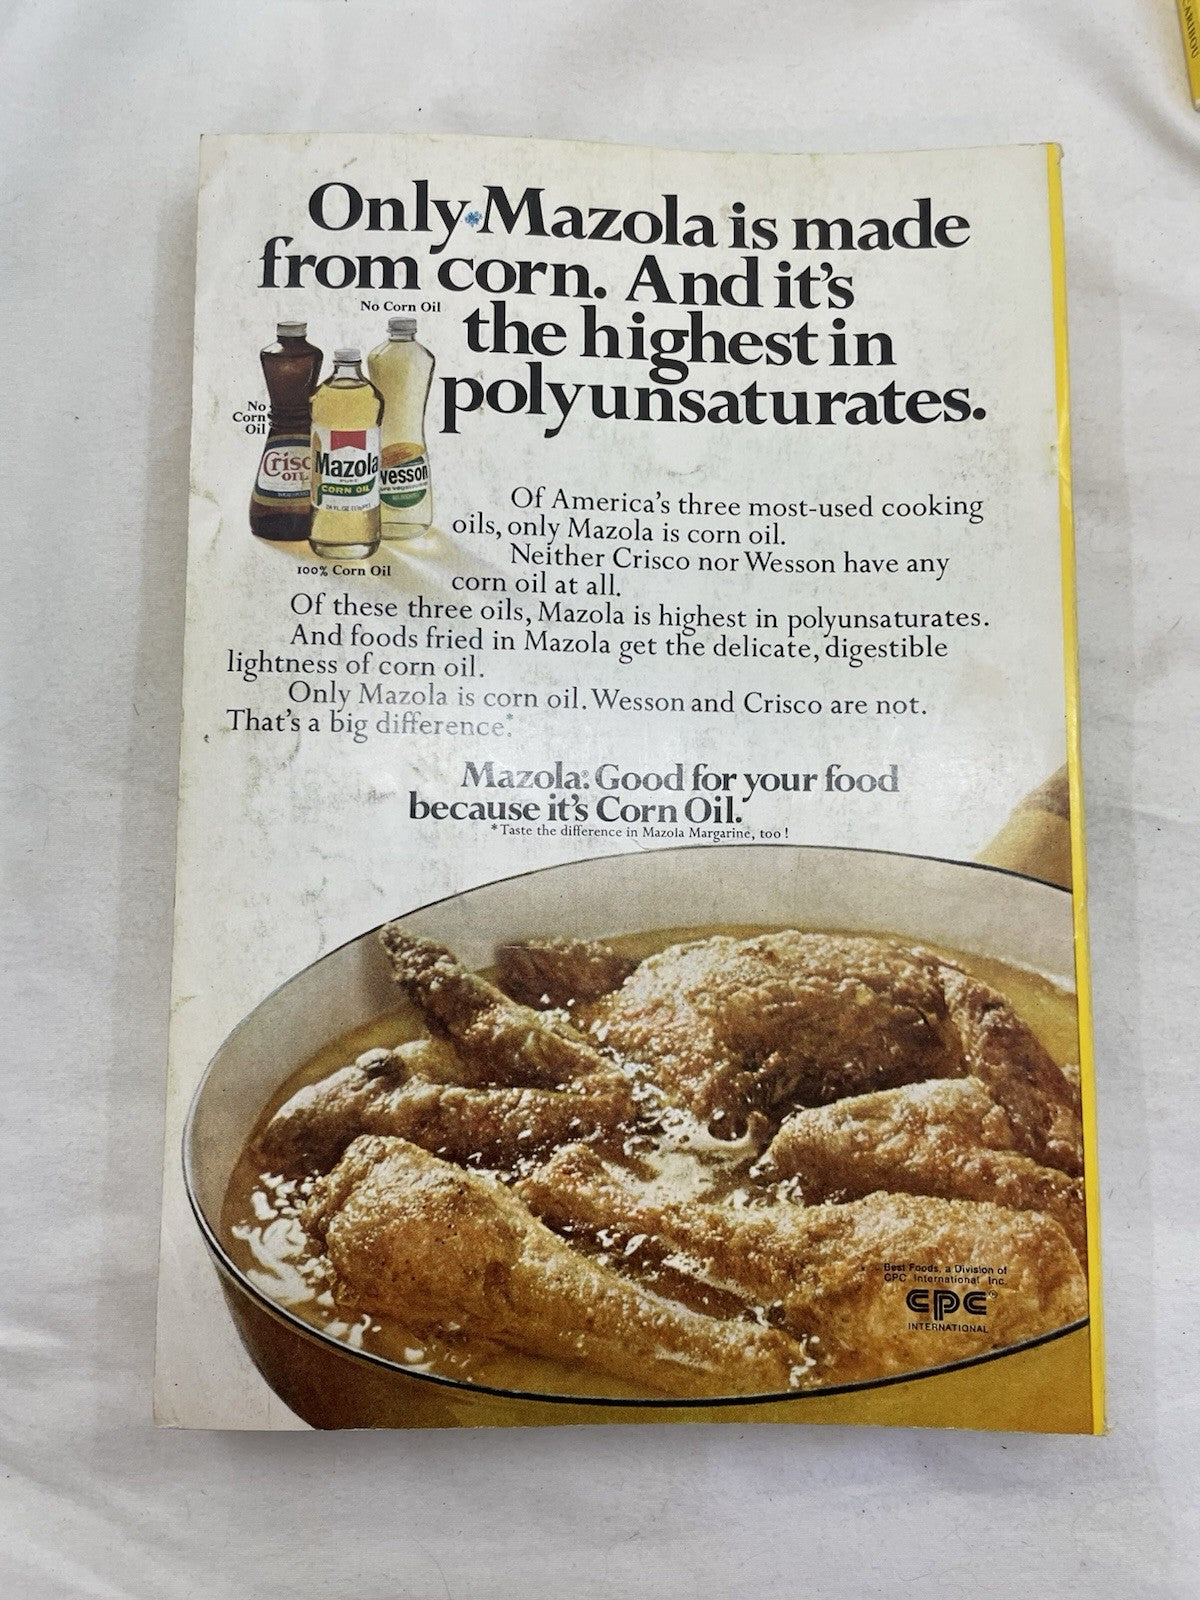 Only Mazola is made
from corn. And it's
the highest in
polyunsaturates.
No Corn Oil
No
Corn
Oil
Crisc
OIL
Mazola
PURE
CORN OIL
Wesson
100% Corn Oil
Of America's three most-used cooking
oils, only Mazola is corn oil.
Neither Crisco nor Wesson have any
corn oil at all.
Of these three oils, Mazola is highest in polyunsaturates.
And foods fried in Mazola get the delicate, digestible
lightness of corn oil.
Only Mazola is corn oil. Wesson and Crisco are not.
That's a big difference.*
Mazola® Good for your food
because it's Corn Oil.
*Taste the difference in Mazola Margarine, too!
Best Foods, a Division of
CPC International Inc.
CPC
INTERNATIONAL